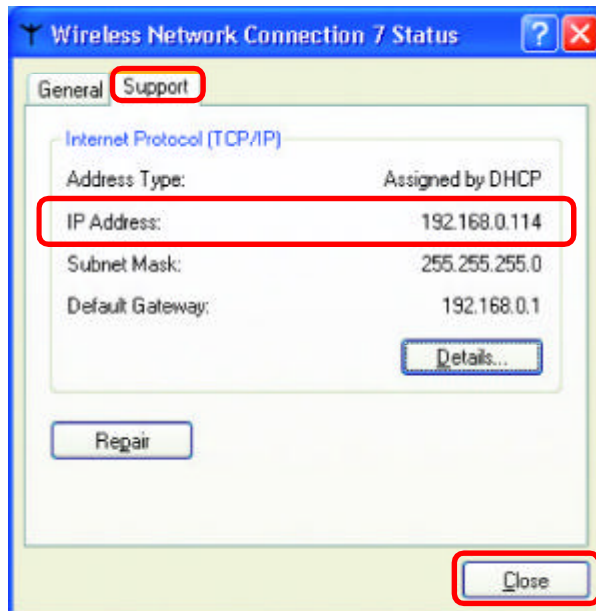 Wireless Network Connection 7 Status
General Support
Internet Protocol (TCP/IP)
Address Type: Assigned by DHCP
IP Address: 192.168.0.114
Subnet Mask: 255.255.255.0
Default Gateway: 192.168.0.1
Details...
Repair
Close